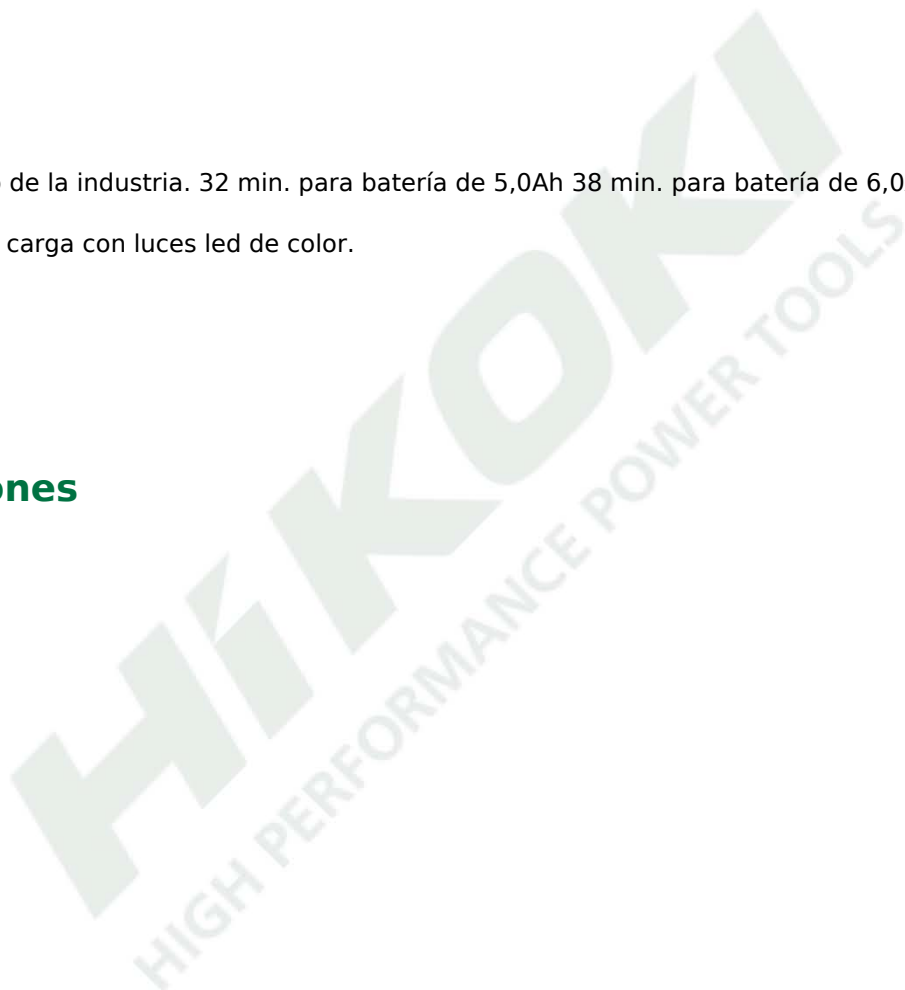 de la industria. 32 min. para batería de 5,0Ah 38 min. para batería de 6,0
carga con luces led de color.
ones
HiKOKI
HIGH PERFORMANCE POWER TOOLS